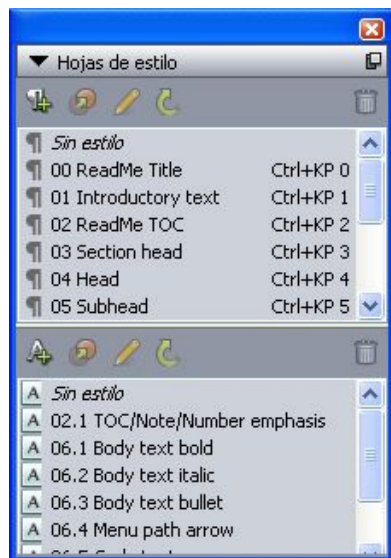 Hojas de estilo
Sin estilo
00 ReadMe Title Ctrl+KP 0
01 Introductory text Ctrl+KP 1
02 ReadMe TOC Ctrl+KP 2
03 Section head Ctrl+KP 3
04 Head Ctrl+KP 4
05 Subhead Ctrl+KP 5
Sin estilo
02.1 TOC/Note/Number emphasis
06.1 Body text bold
06.2 Body text italic
06.3 Body text bullet
06.4 Menu path arrow